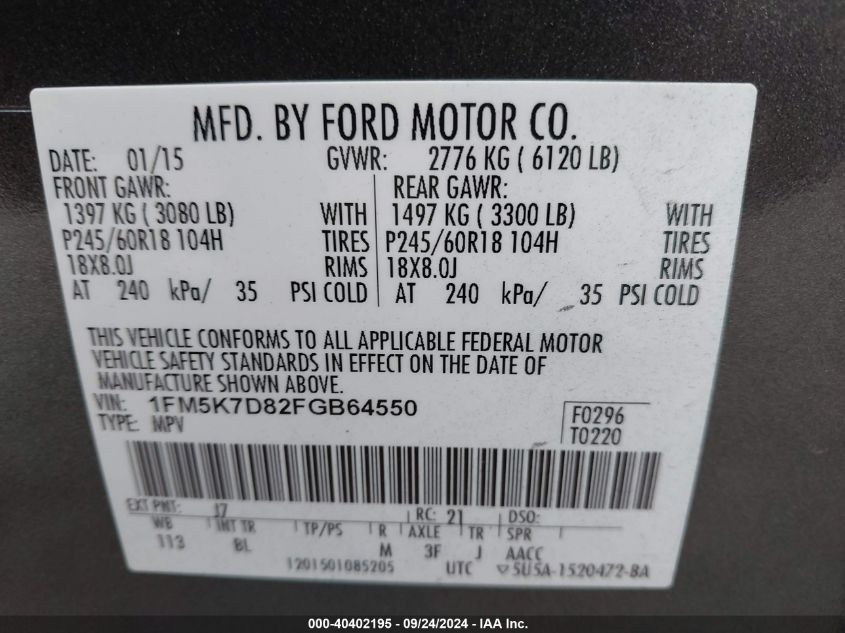 MFD. BY FORD MOTOR CO.
DATE: 01/15 GVWR: 2776 KG ( 6120 LB)
FRONT GAWR: REAR GAWR:
1397 KG ( 3080 LB) WITH 1497 KG ( 3300 LB) WITH
P245/60R18 104H TIRES P245/60R18 104H TIRES
18X8.0J RIMS 18X8.0J RIMS
AT 240 kPa/ 35 PSI COLD AT 240 kPa/ 35 PSI COLD
THIS VEHICLE CONFORMS TO ALL APPLICABLE FEDERAL MOTOR
VEHICLE SAFETY STANDARDS IN EFFECT ON THE DATE OF
MANUFACTURE SHOWN ABOVE.
VIN: 1FM5K7D82FGB64550 F0296
TYPE: MPV T0220
EXT PNT: J7 RC: 21 DSO:
WB INT TR TP/PS R AXLE TR SPR
113 BL M 3F J AACC
1201501085205 UTC ▽ SU5A-1520472-BA
000-40402195 - 09/24/2024 - IAA Inc.